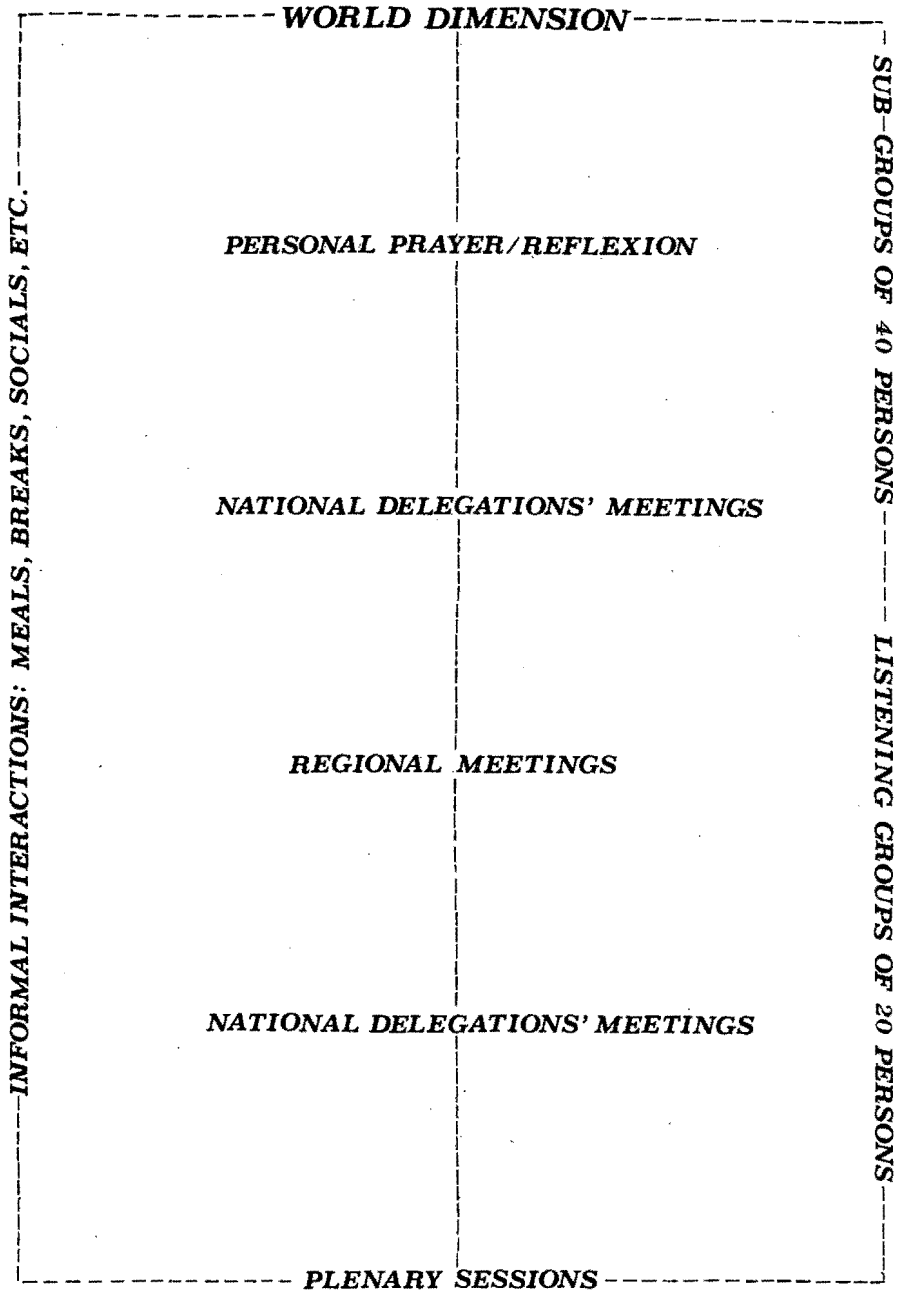 WORLD DIMENSION
SUB-GROUPS OF 40 PERSONS
LISTENING GROUPS OF 20 PERSONS
INFORMAL INTERACTIONS: MEALS, BREAKS, SOCIALS, ETC.
PERSONAL PRAYER/REFLEXION
NATIONAL DELEGATIONS' MEETINGS
REGIONAL MEETINGS
NATIONAL DELEGATIONS' MEETINGS
PLENARY SESSIONS